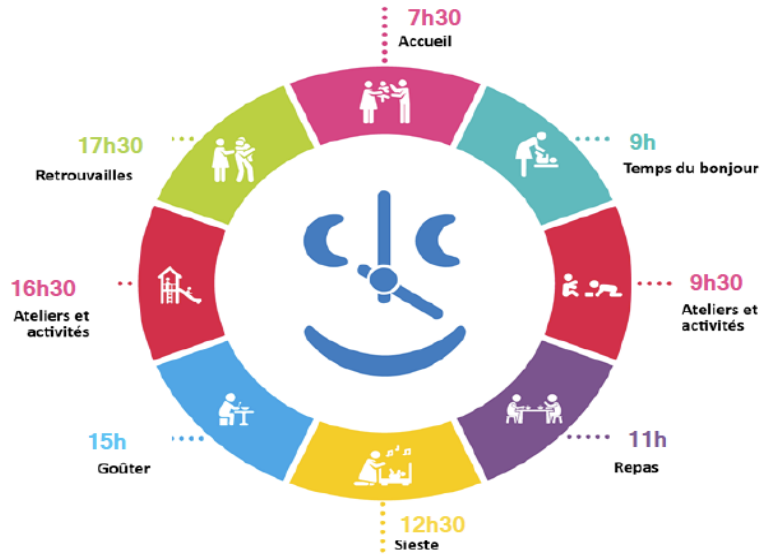 7h30
Accueil
9h
Temps du bonjour
9h30
Ateliers et
activités
11h
Repas
12h30
Sieste
15h
Goûter
16h30
Ateliers et
activités
17h30
Retrouvailles